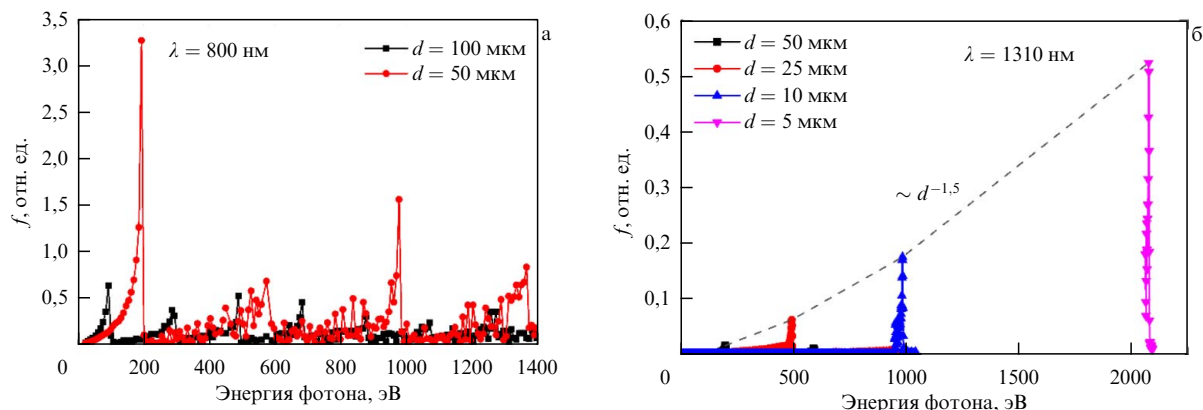 а
λ = 800 нм
d = 100 мкм
d = 50 мкм
3,5
3,0
2,5
2,0
1,5
1,0
0,5
0
200
400
600
800
1000
1200
1400
f, отн. ед.
Энергия фотона, эВ
б
λ = 1310 нм
d = 50 мкм
d = 25 мкм
d = 10 мкм
d = 5 мкм
~ d^−1,5
0,6
0,5
0,4
0,3
0,2
0,1
0
500
1000
1500
2000
f, отн. ед.
Энергия фотона, эВ